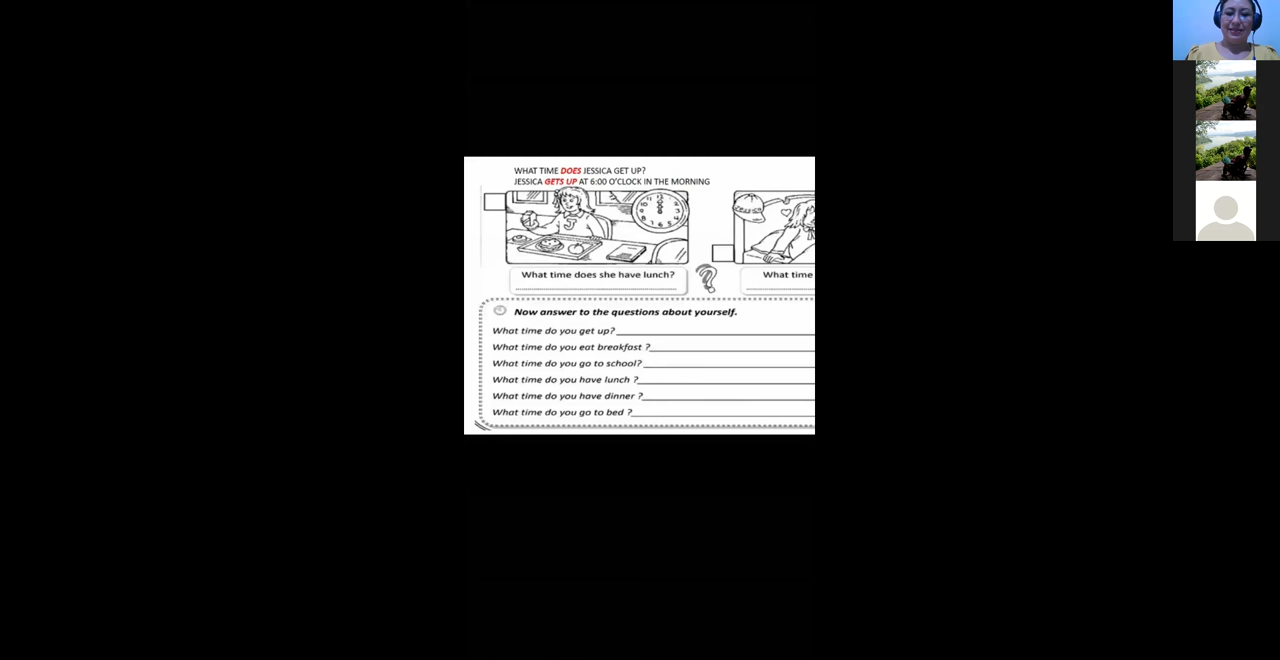 WHAT TIME DOES JESSICA GET UP?
JESSICA GETS UP AT 6:00 O'CLOCK IN THE MORNING
What time does she have lunch?
What time
Now answer to the questions about yourself.
What time do you get up?
What time do you eat breakfast ?
What time do you go to school?
What time do you have lunch ?
What time do you have dinner ?
What time do you go to bed ?